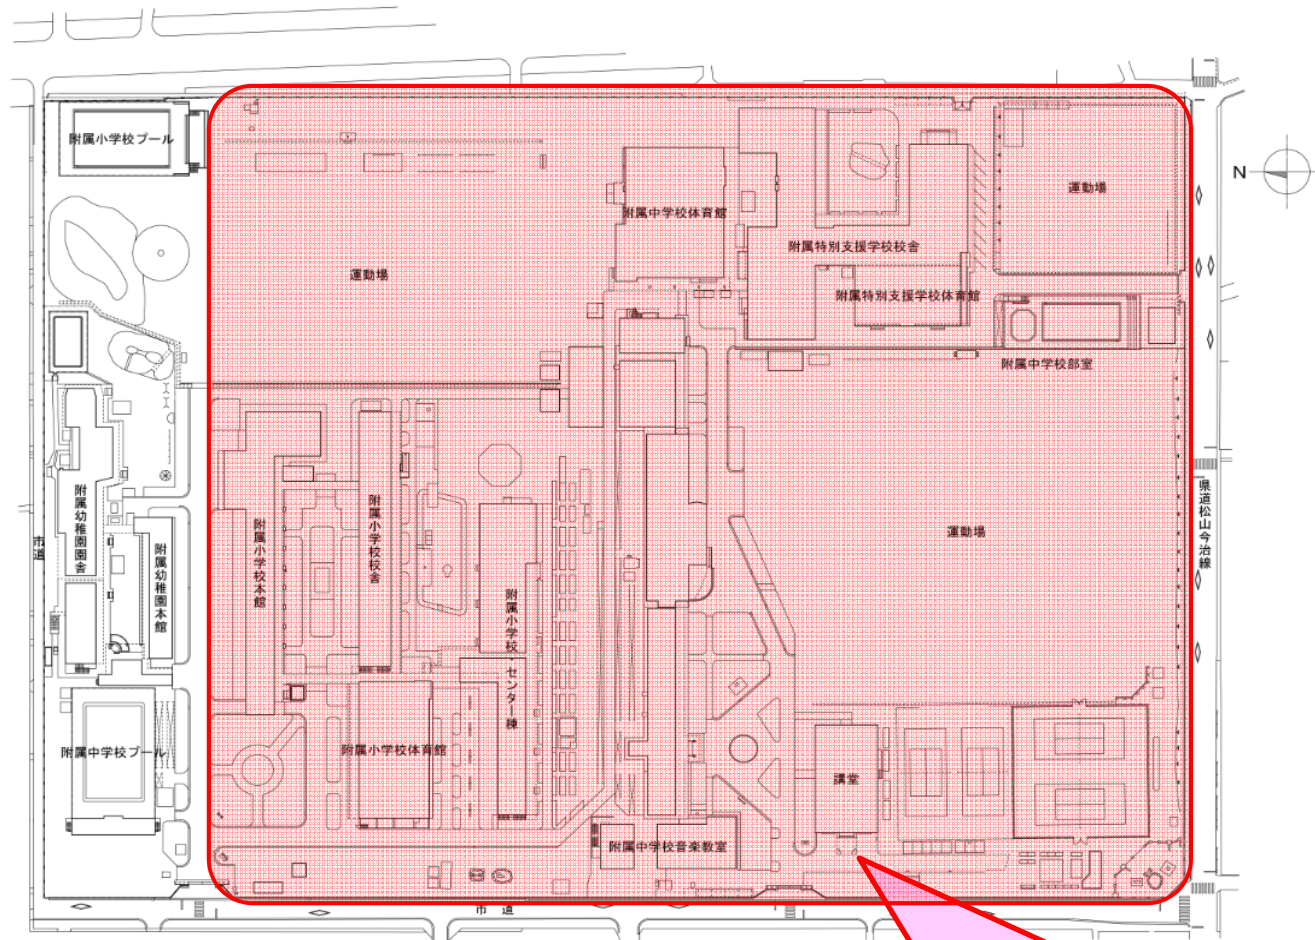 附属小学校プール
N
運動場
附属中学校体育館
運動場
附属特別支援学校校舎
附属特別支援学校体育館
附属中学校部室
附属幼稚園園舎
附属幼稚園本館
附属小学校本館
附属小学校校舎
附属小学校・センター棟
運動場
県道松山今治線
市道
附属中学校プール
附属小学校体育館
講堂
附属中学校音楽教室
市道